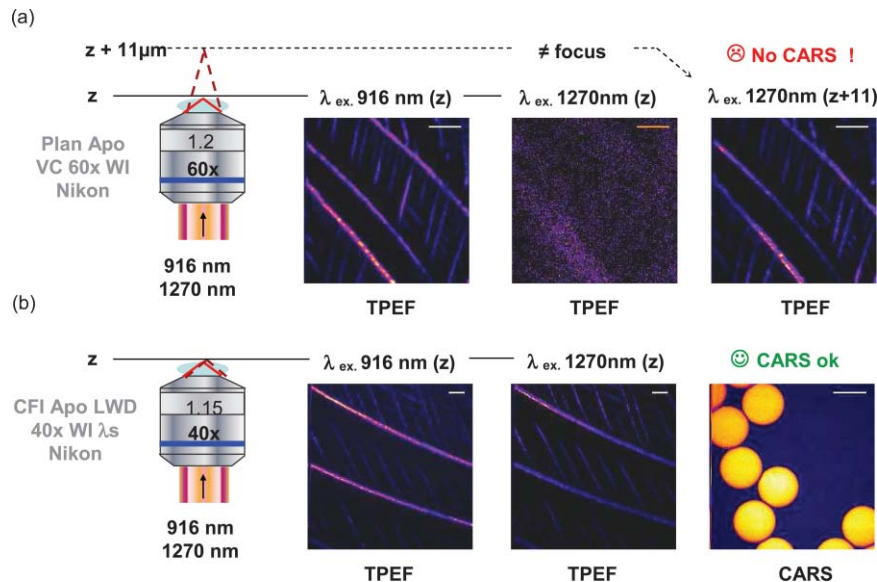 (a)
z + 11µm
≠ focus
☹ No CARS !
z
λ ex. 916 nm (z)
λ ex. 1270nm (z)
λ ex. 1270nm (z+11)
Plan Apo
VC 60x WI
Nikon
1.2
60x
916 nm
1270 nm
TPEF
TPEF
TPEF
(b)
z
λ ex. 916 nm (z)
λ ex. 1270nm (z)
☺ CARS ok
CFI Apo LWD
40x WI λs
Nikon
1.15
40x
916 nm
1270 nm
TPEF
TPEF
CARS